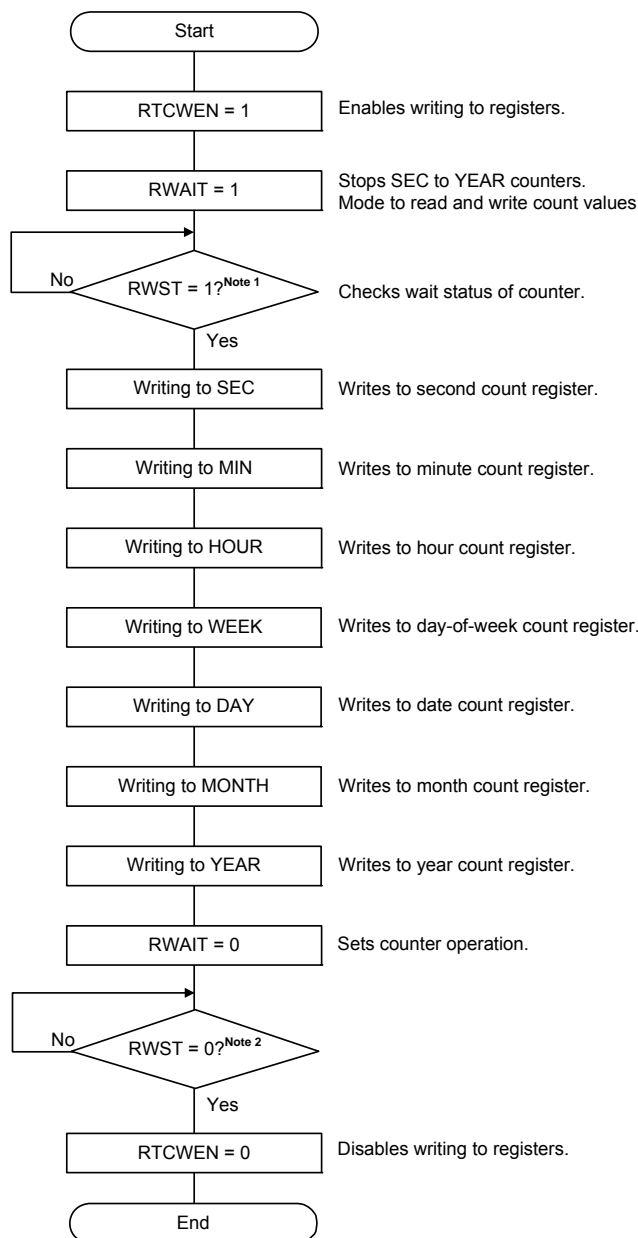 Start
RTCWEN = 1
Enables writing to registers.
RWAIT = 1
Stops SEC to YEAR counters.
Mode to read and write count values
No
RWST = 1?Note 1
Checks wait status of counter.
Yes
Writing to SEC
Writes to second count register.
Writing to MIN
Writes to minute count register.
Writing to HOUR
Writes to hour count register.
Writing to WEEK
Writes to day-of-week count register.
Writing to DAY
Writes to date count register.
Writing to MONTH
Writes to month count register.
Writing to YEAR
Writes to year count register.
RWAIT = 0
Sets counter operation.
No
RWST = 0?Note 2
Yes
RTCWEN = 0
Disables writing to registers.
End